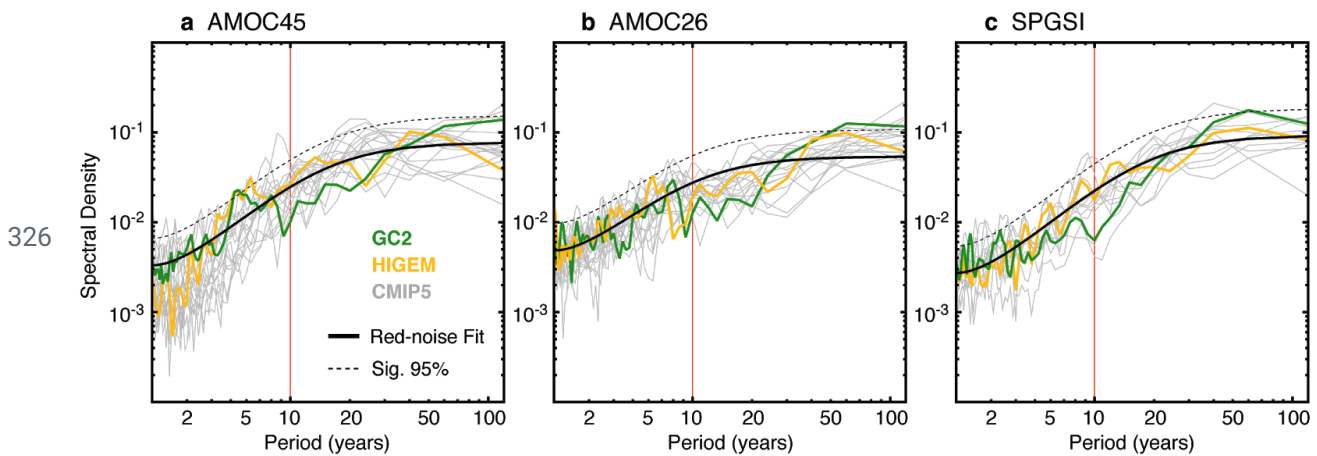 a AMOC45
b AMOC26
c SPGSI
326
Spectral Density
10-1
10-2
10-3
GC2
HIGEM
CMIP5
Red-noise Fit
Sig. 95%
2 5 10 20 50 100
Period (years)
10-1
10-2
10-3
2 5 10 20 50 100
Period (years)
10-1
10-2
10-3
2 5 10 20 50 100
Period (years)